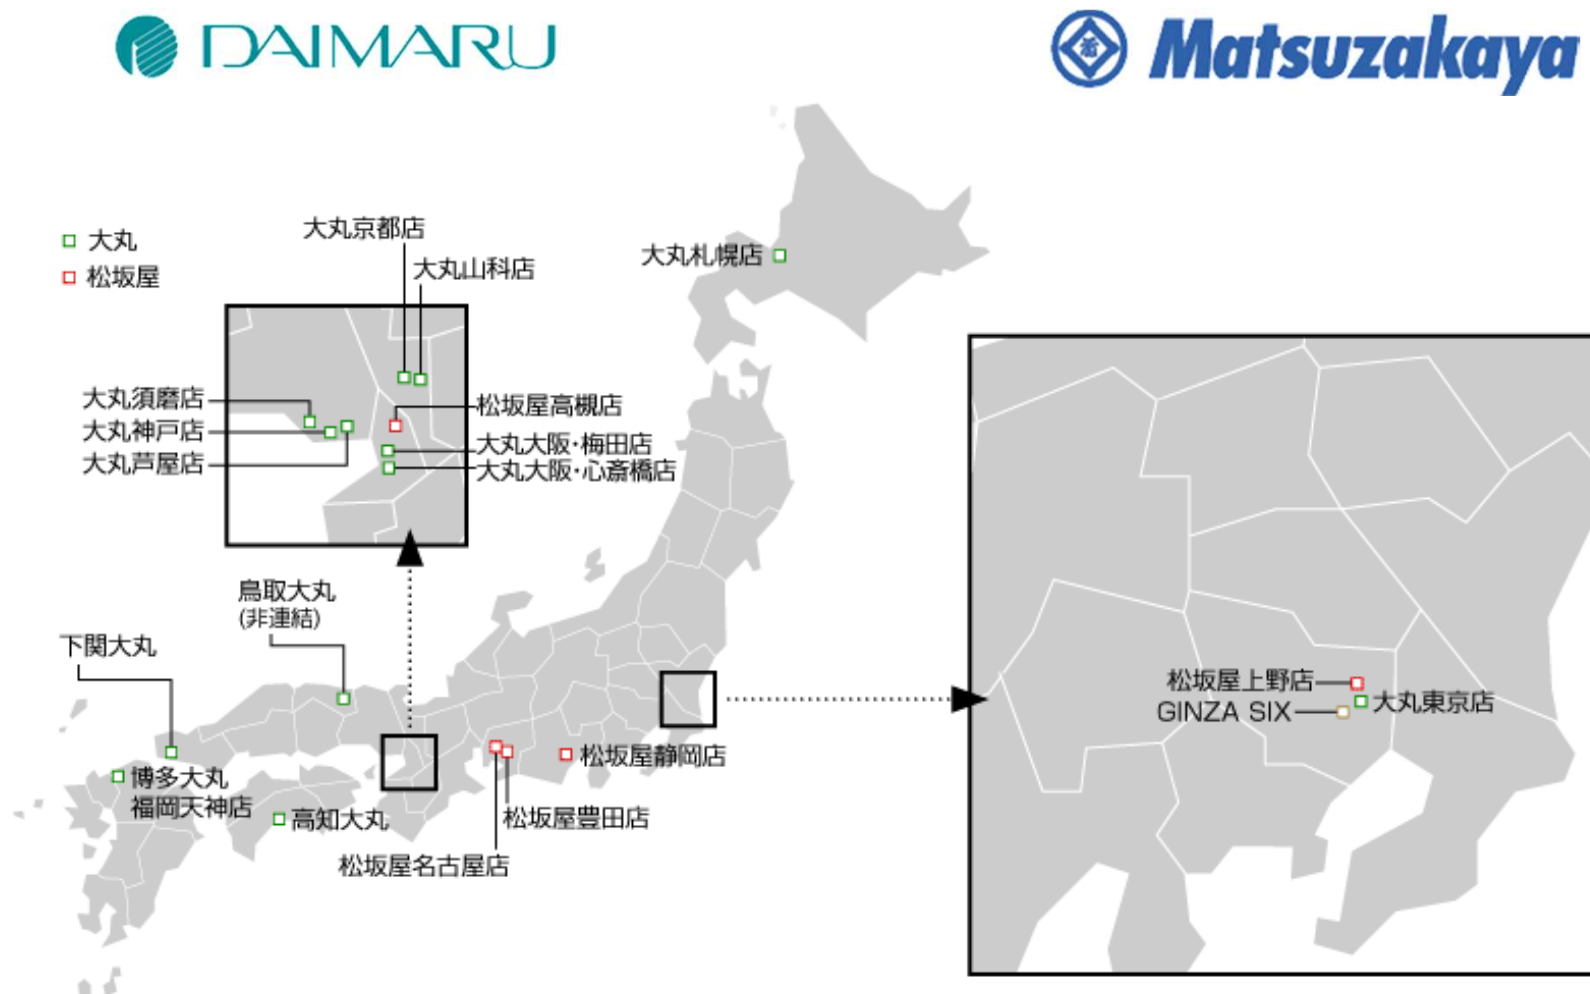 DAIMARU
Matsuzakaya
大丸
松坂屋
大丸京都店
大丸山科店
大丸札幌店
大丸須磨店
大丸神戸店
大丸芦屋店
松坂屋高槻店
大丸大阪・梅田店
大丸大阪・心斎橋店
鳥取大丸
(非連結)
下関大丸
博多大丸
福岡天神店
高知大丸
松坂屋静岡店
松坂屋豊田店
松坂屋名古屋店
松坂屋上野店
GINZA SIX
大丸東京店